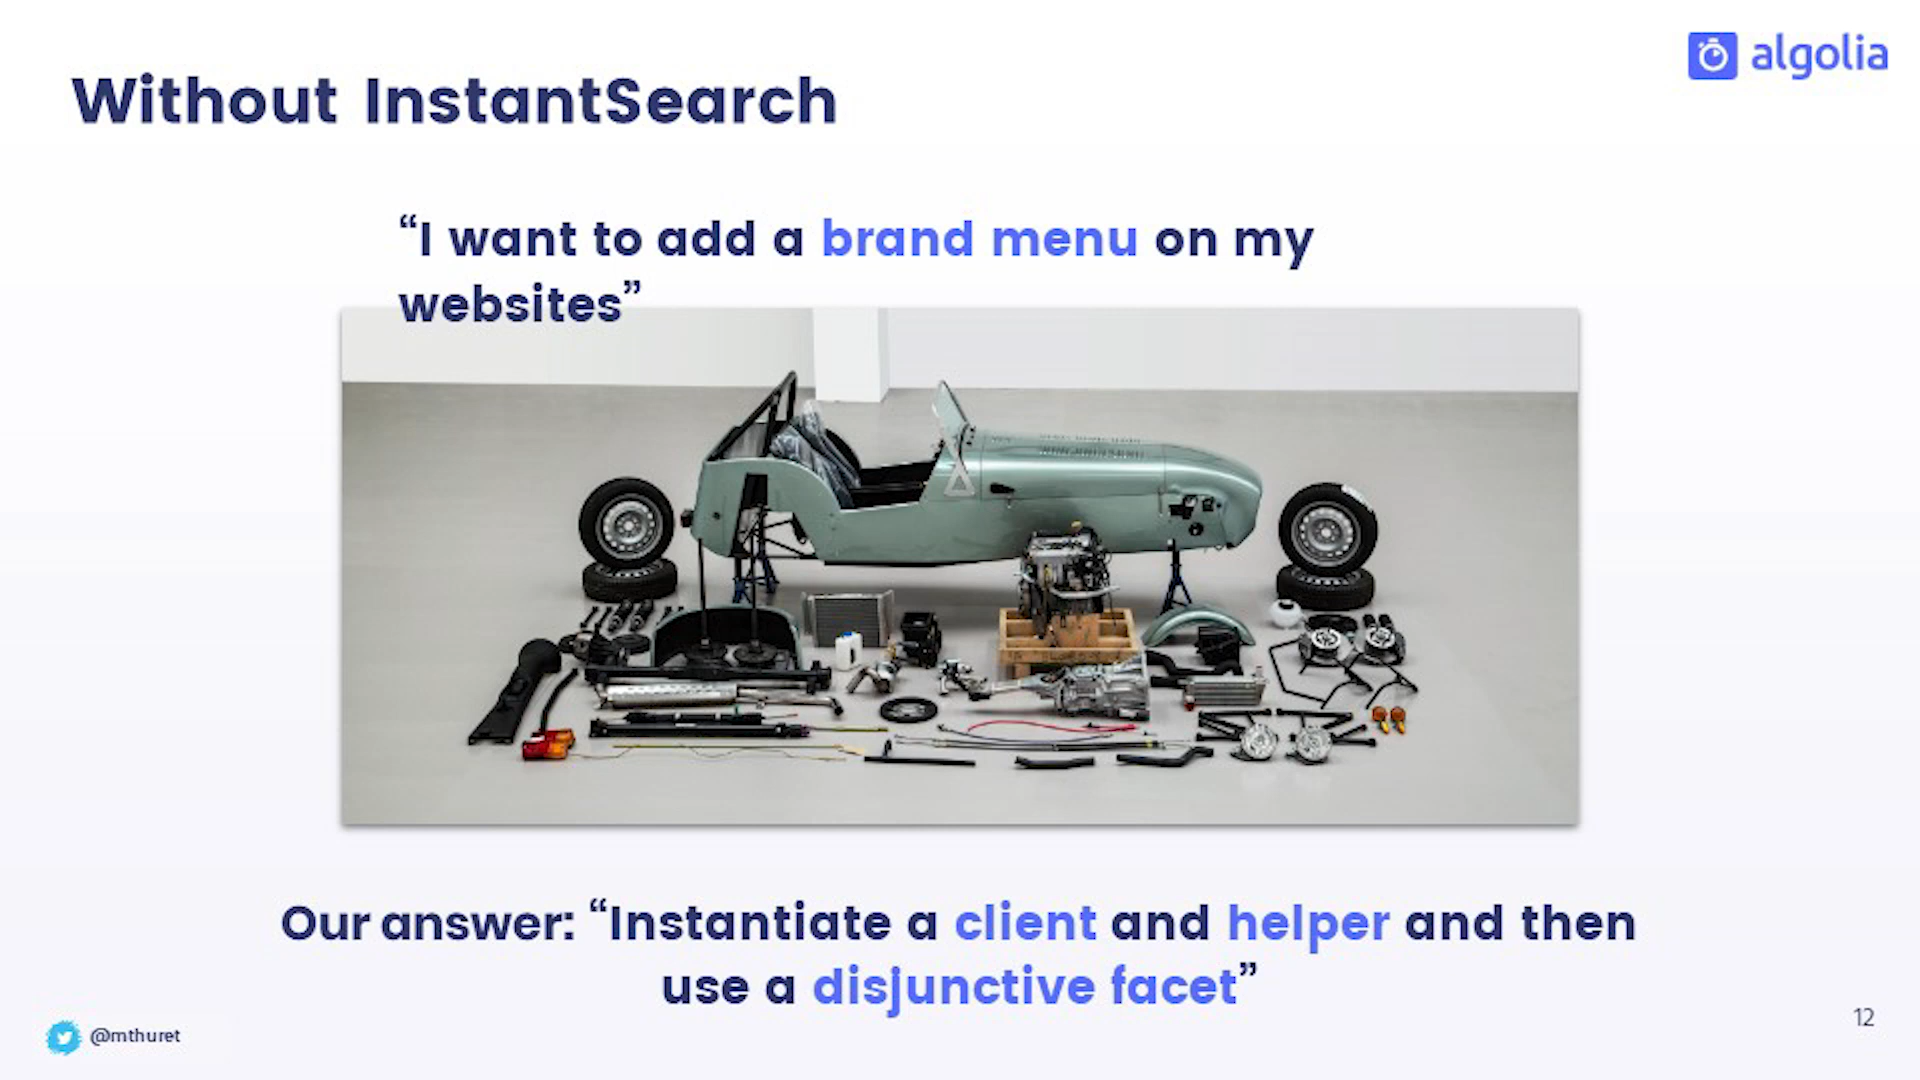 algolia
Without InstantSearch
“I want to add a brand menu on my
websites”
Our answer: “Instantiate a client and helper and then
use a disjunctive facet”
@mthuret
12